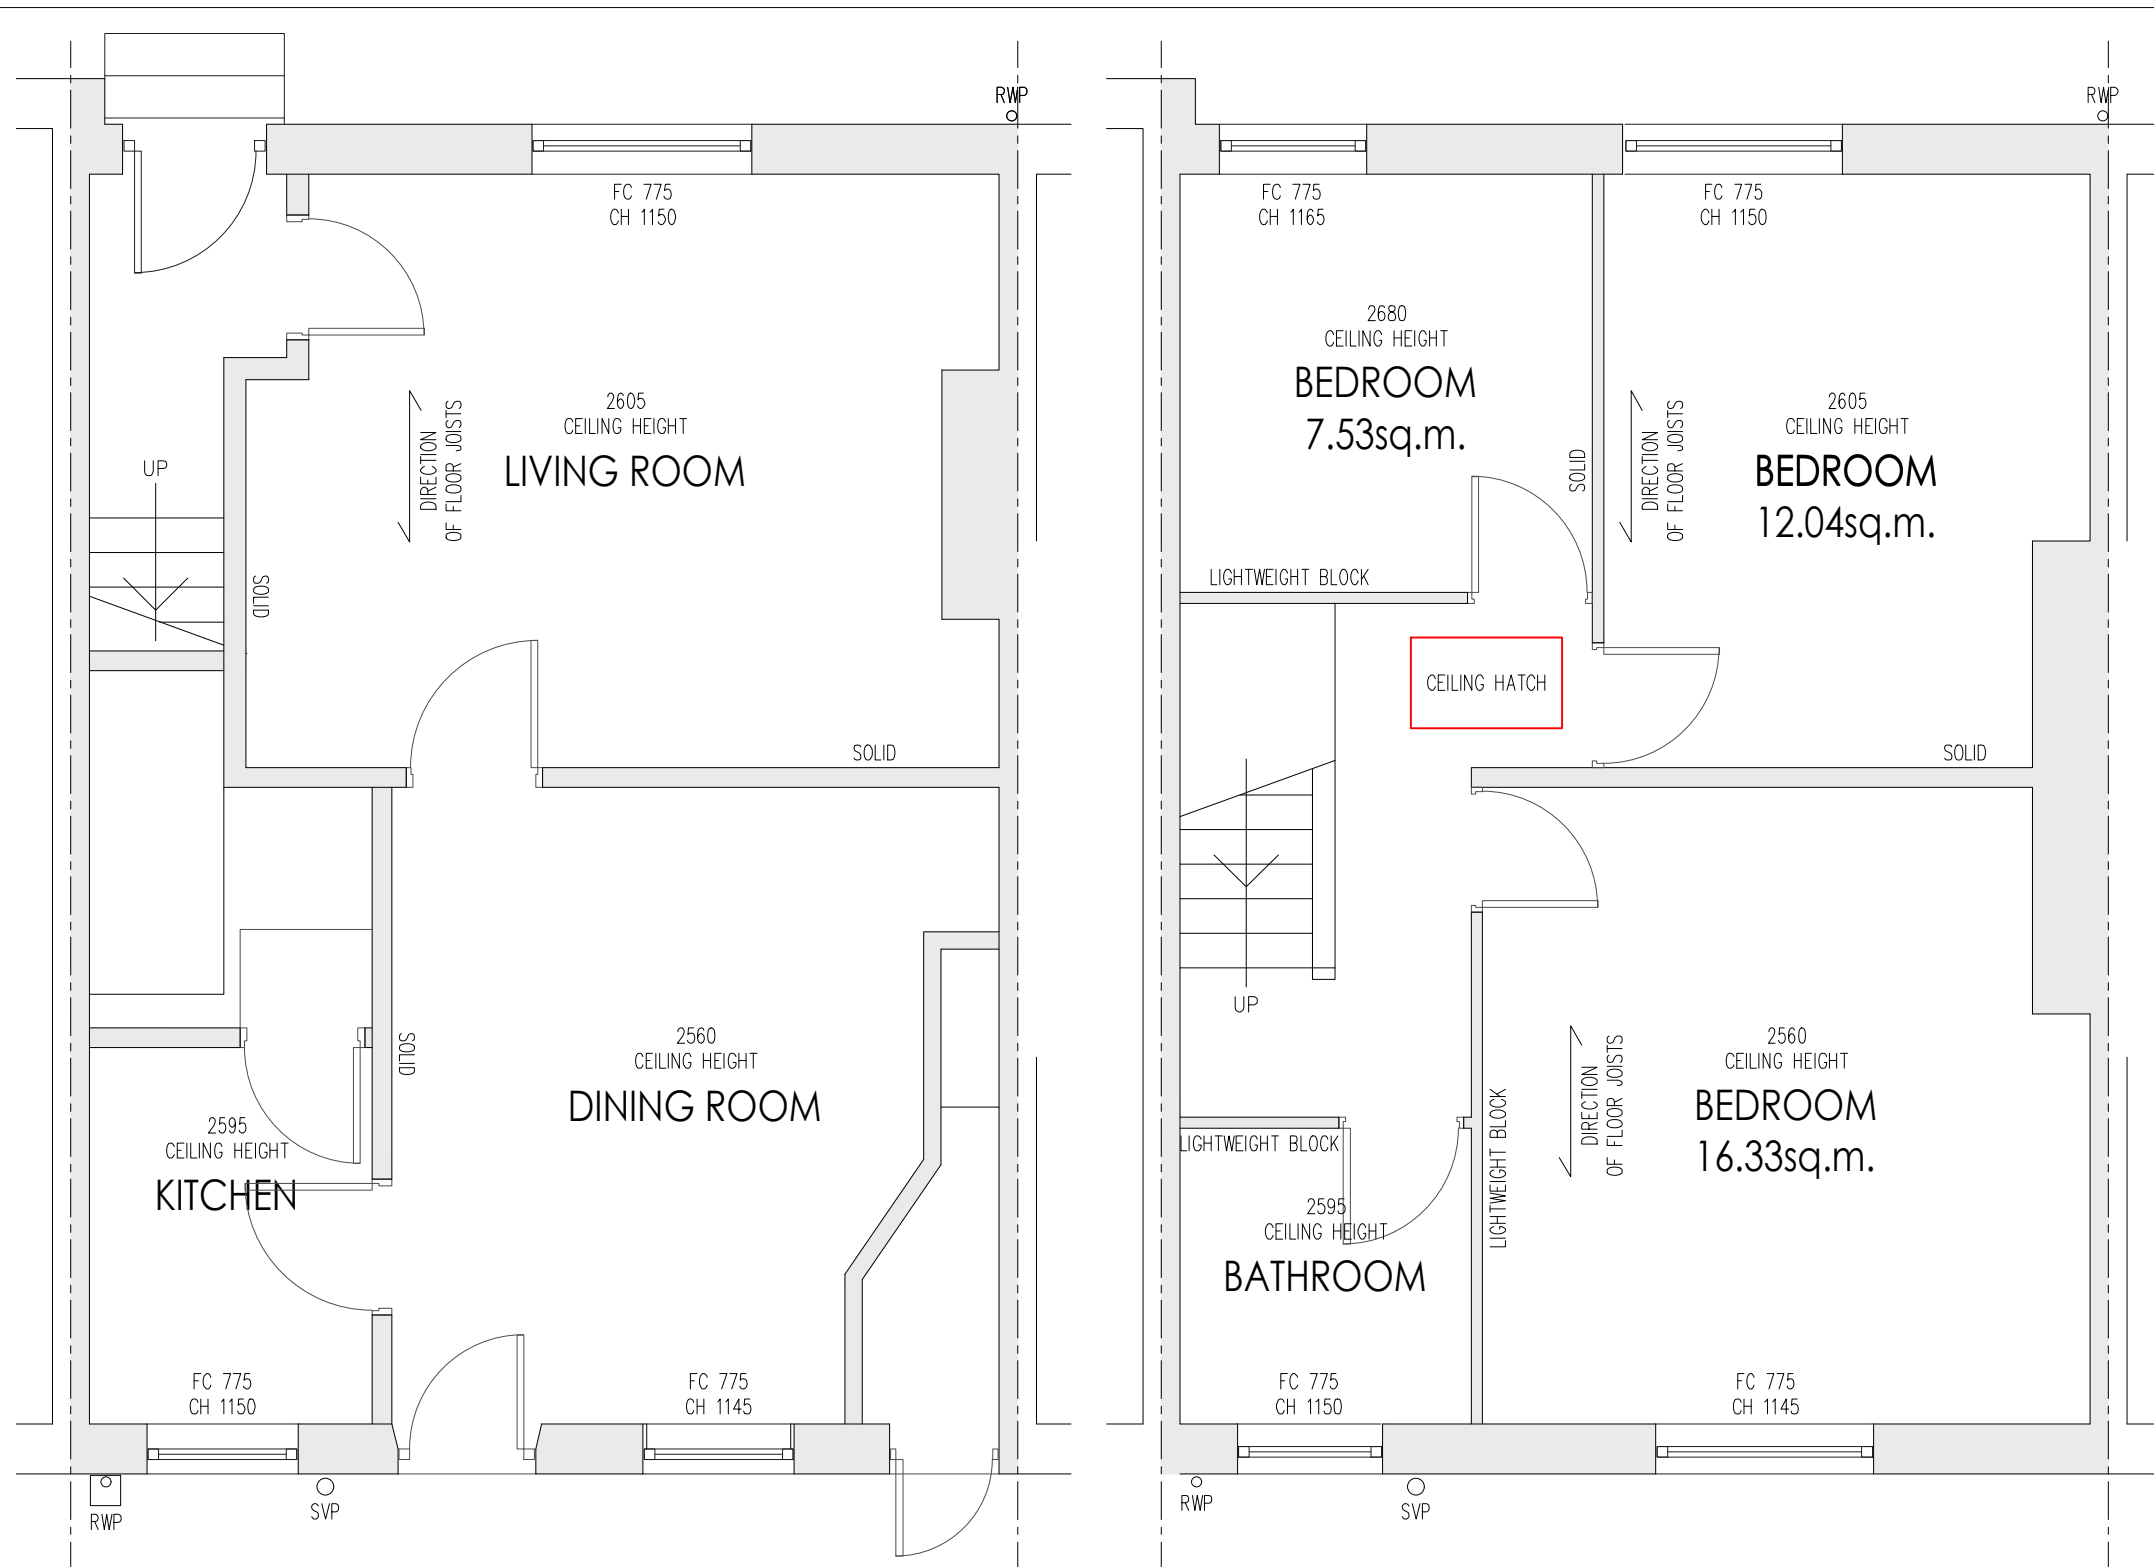 RWP
FC 775
CH 1150
2605
CEILING HEIGHT
LIVING ROOM
DIRECTION
OF FLOOR JOISTS
UP
SOLID
SOLID
2560
CEILING HEIGHT
DINING ROOM
SOLID
2595
CEILING HEIGHT
KITCHEN
FC 775
CH 1150
FC 775
CH 1145
RWP
SVP
RWP
FC 775
CH 1165
FC 775
CH 1150
2680
CEILING HEIGHT
BEDROOM
7.53sq.m.
SOLID
DIRECTION
OF FLOOR JOISTS
2605
CEILING HEIGHT
BEDROOM
12.04sq.m.
LIGHTWEIGHT BLOCK
CEILING HATCH
SOLID
UP
LIGHTWEIGHT BLOCK
2595
CEILING HEIGHT
BATHROOM
LIGHTWEIGHT BLOCK
DIRECTION
OF FLOOR JOISTS
2560
CEILING HEIGHT
BEDROOM
16.33sq.m.
FC 775
CH 1150
FC 775
CH 1145
RWP
SVP